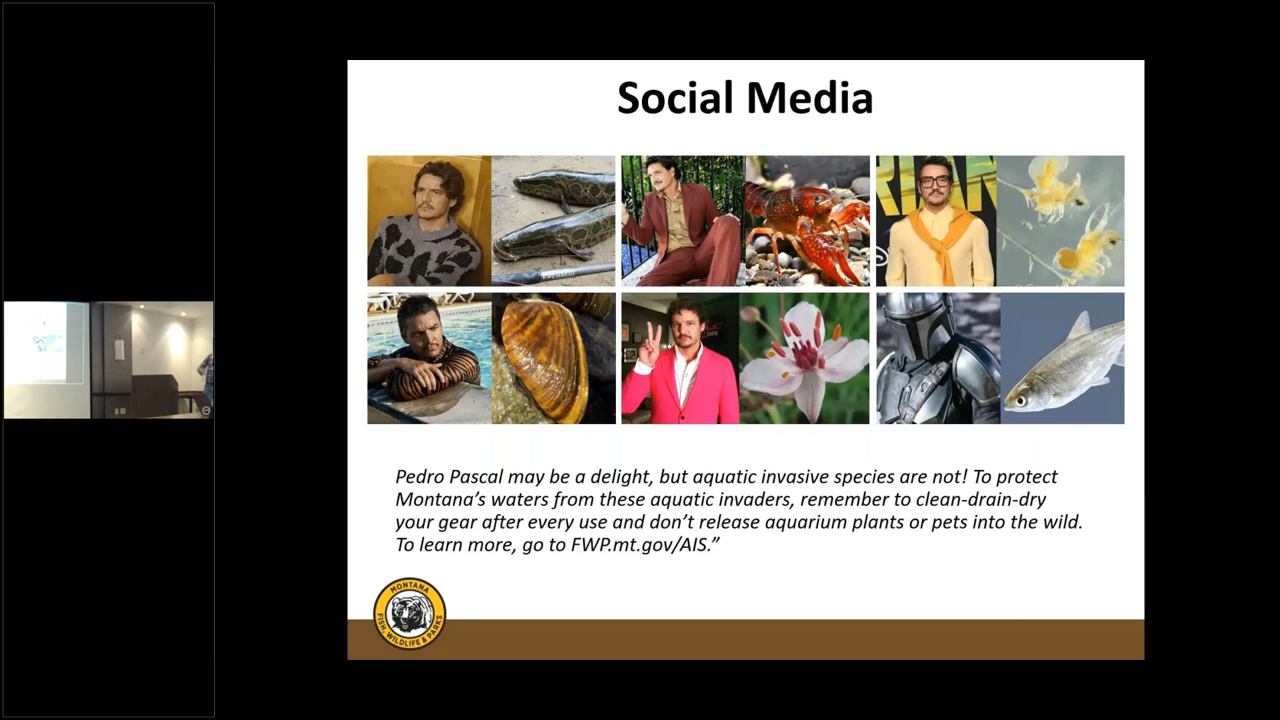 Social Media
Pedro Pascal may be a delight, but aquatic invasive species are not! To protect
Montana’s waters from these aquatic invaders, remember to clean-drain-dry
your gear after every use and don’t release aquarium plants or pets into the wild.
To learn more, go to FWP.mt.gov/AIS.”
MONTANA
FISH, WILDLIFE & PARKS